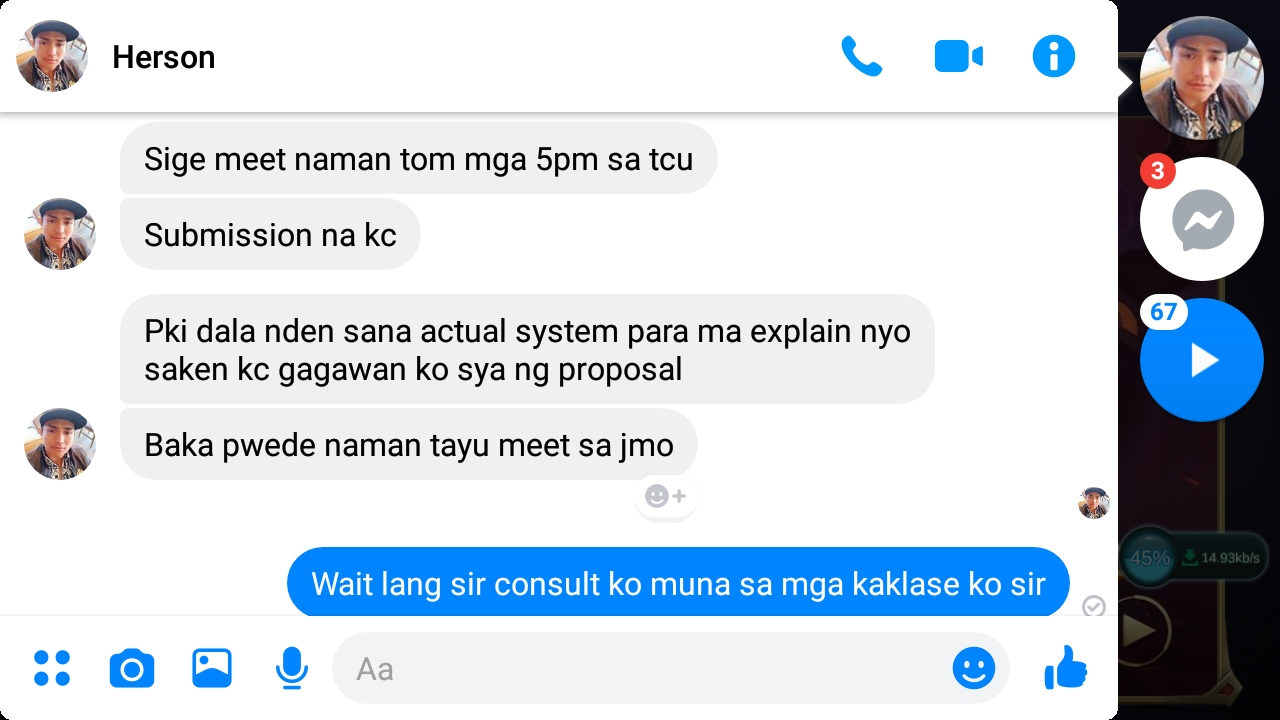 Herson
Sige meet naman tom mga 5pm sa tcu
Submission na kc
Pki dala nden sana actual system para ma explain nyo
saken kc gagawan ko sya ng proposal
Baka pwede naman tayu meet sa jmo
Wait lang sir consult ko muna sa mga kaklase ko sir
Aa
3
67
45%
14.93kb/s